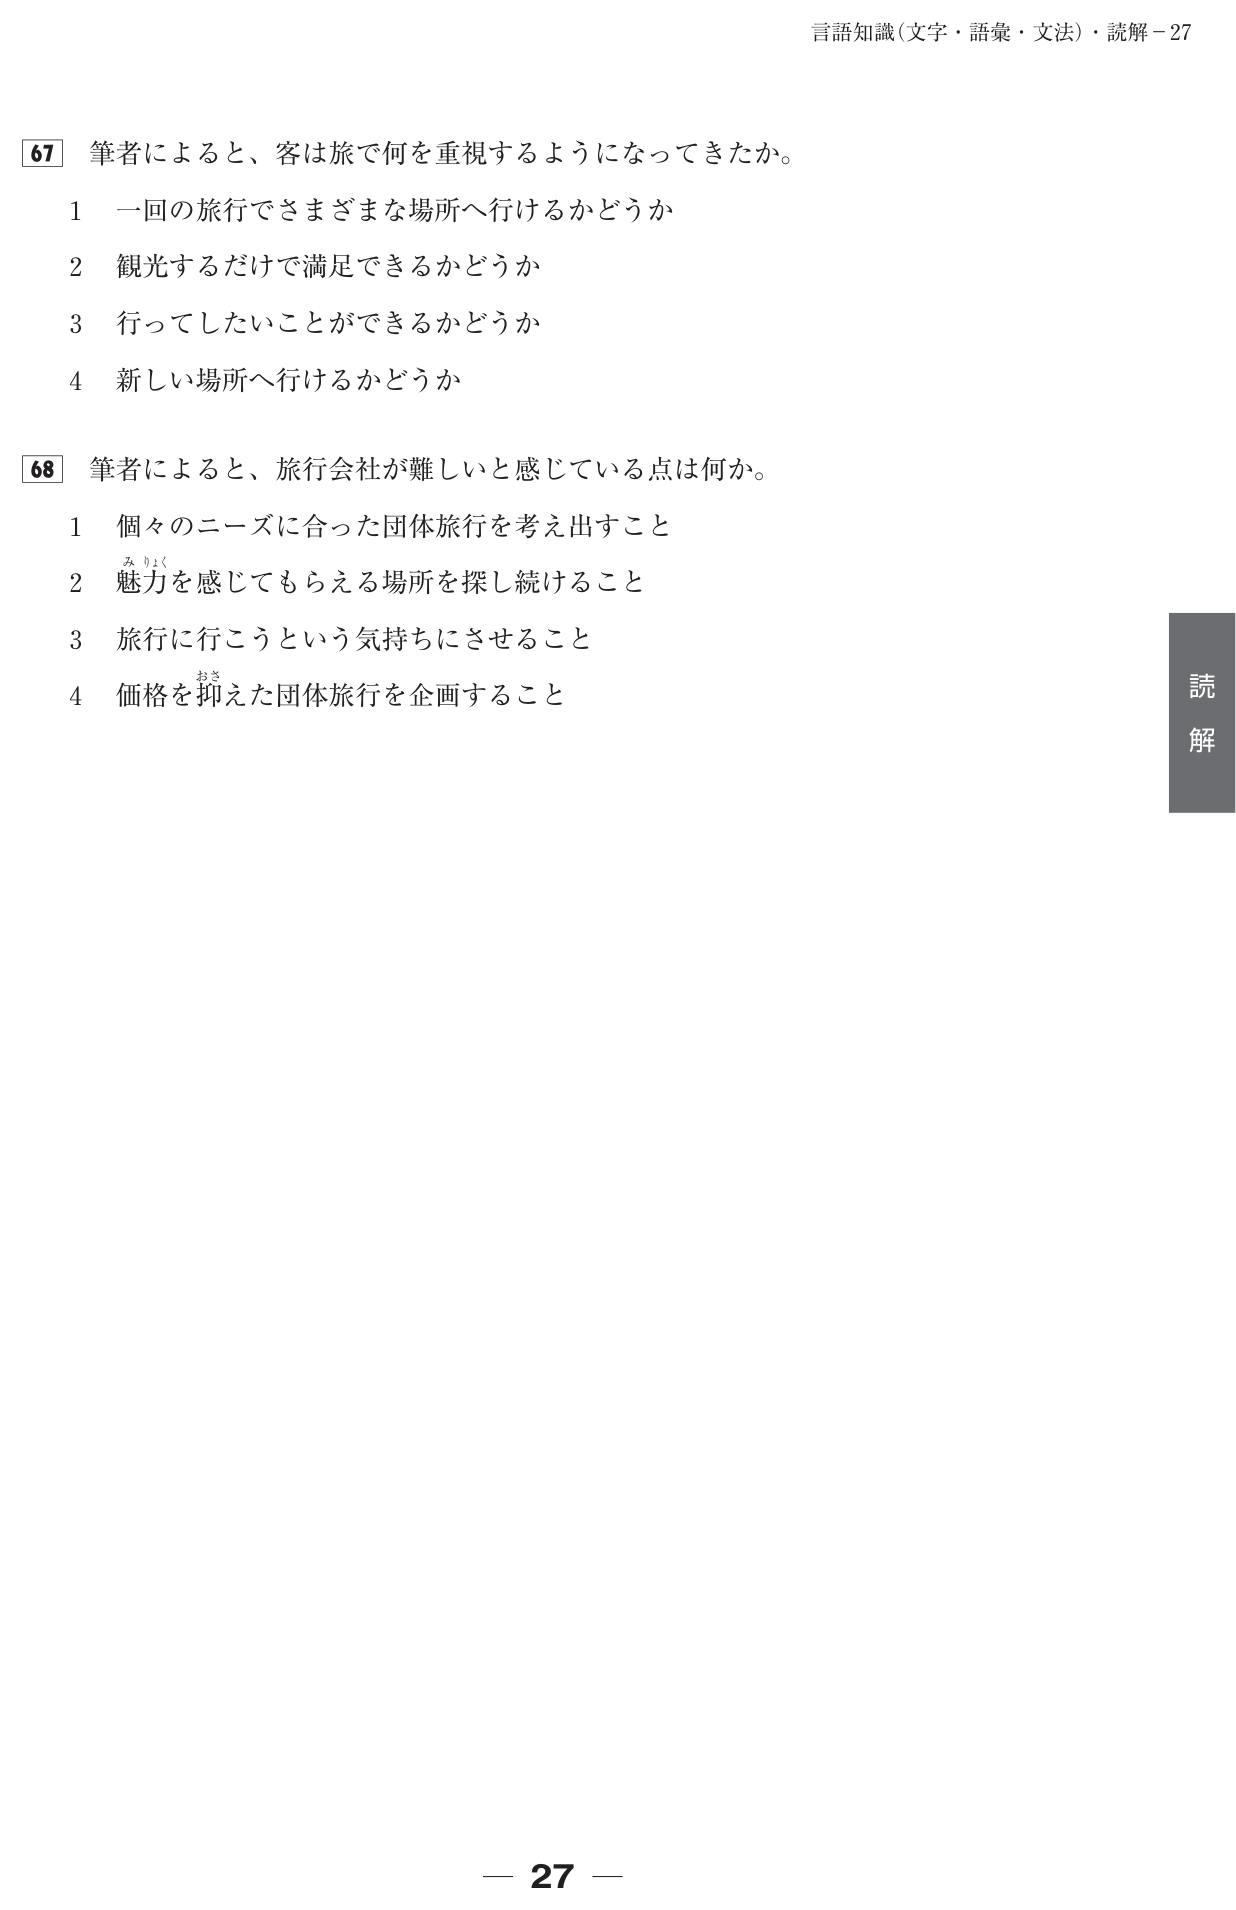 言語知識(文字・語彙・文法)・読解－27
67 筆者によると、客は旅で何を重視するようになってきたか。
1 一回の旅行でさまざまな場所へ行けるかどうか
2 観光するだけで満足できるかどうか
3 行ってしたいことができるかどうか
4 新しい場所へ行けるかどうか
68 筆者によると、旅行会社が難しいと感じている点は何か。
1 個々のニーズに合った団体旅行を考え出すこと
み りょく
2 魅力を感じてもらえる場所を探し続けること
3 旅行に行こうという気持ちにさせること
おさ
4 価格を抑えた団体旅行を企画すること
読解
— 27 —